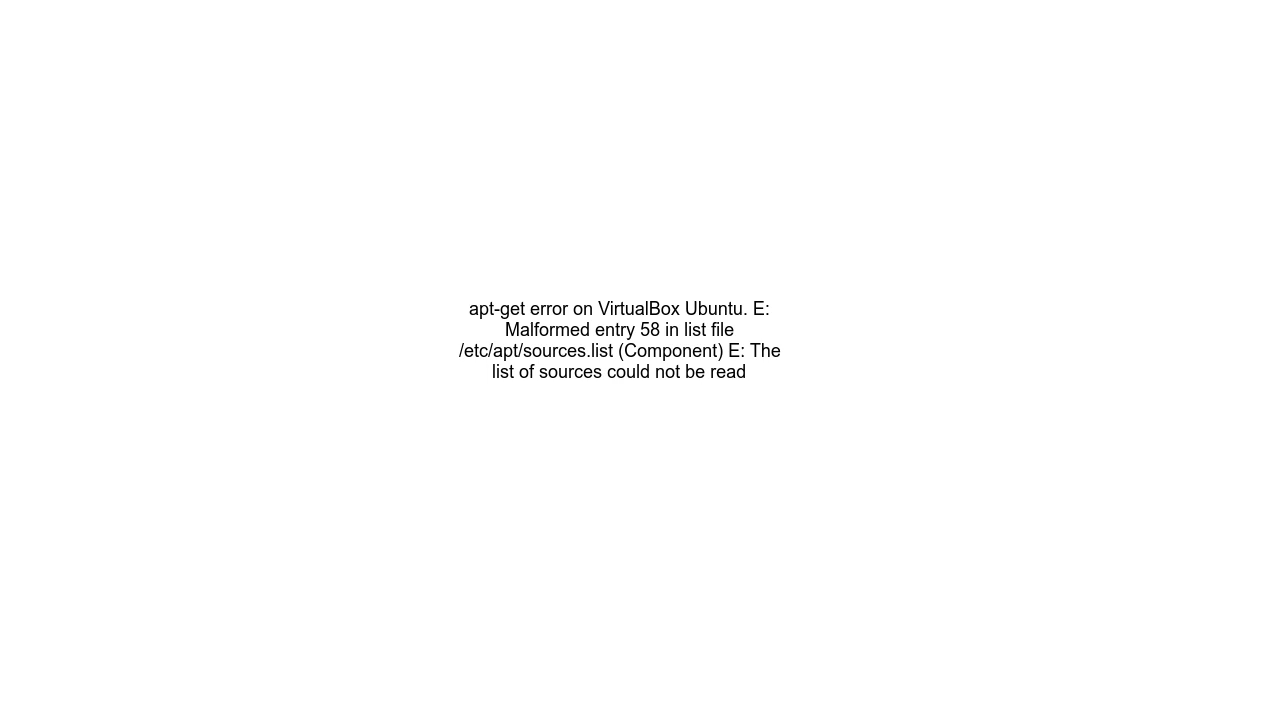 apt-get error on VirtualBox Ubuntu. E:
Malformed entry 58 in list file
/etc/apt/sources.list (Component) E: The
list of sources could not be read